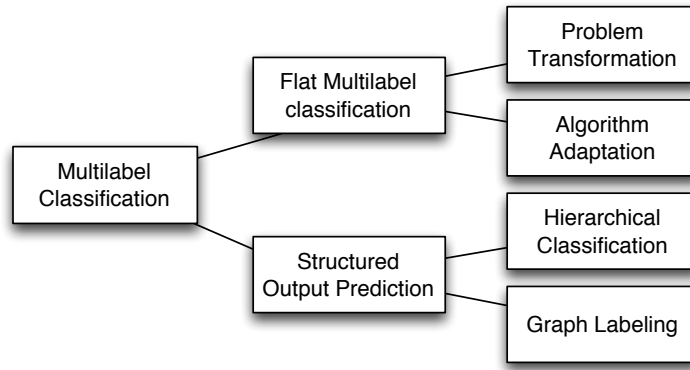 Multilabel
Classification
Flat Multilabel
classification
Structured
Output Prediction
Problem
Transformation
Algorithm
Adaptation
Hierarchical
Classification
Graph Labeling